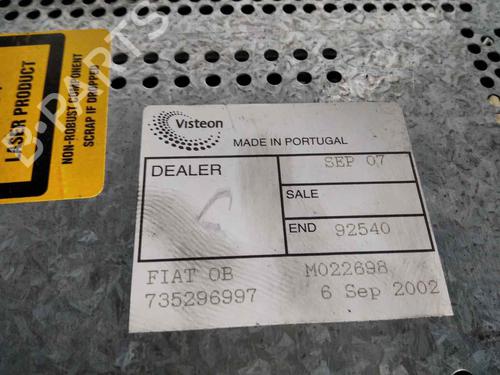 LASER PRODUCT
NON-ROBUST COMPONENT
SCRAP IF DROPPED
B-PARTS
Visteon
MADE IN PORTUGAL
DEALER
SEP 07
SALE
END 92540
FIAT OB M022698
735296997 6 Sep 2002